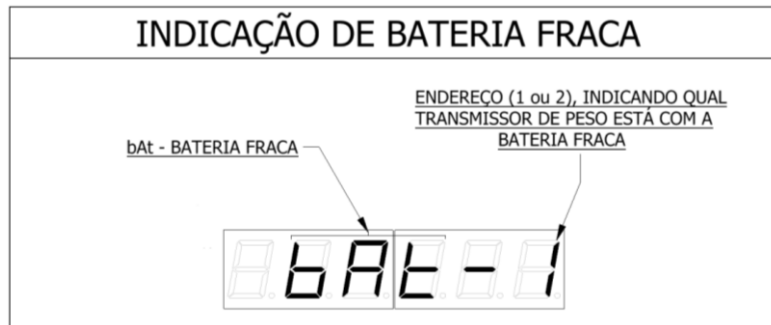 INDICAÇÃO DE BATERIA FRACA
ENDEREÇO (1 ou 2), INDICANDO QUAL
TRANSMISSOR DE PESO ESTÁ COM A
BATERIA FRACA
bAt - BATERIA FRACA
bAt-1